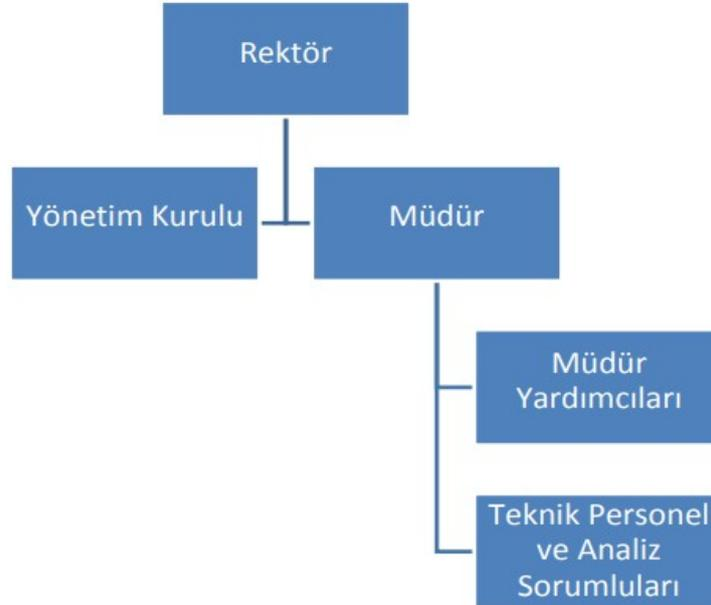 Rektör
Yönetim Kurulu
Müdür
Müdür
Yardımcıları
Teknik Personel
ve Analiz
Sorumluları